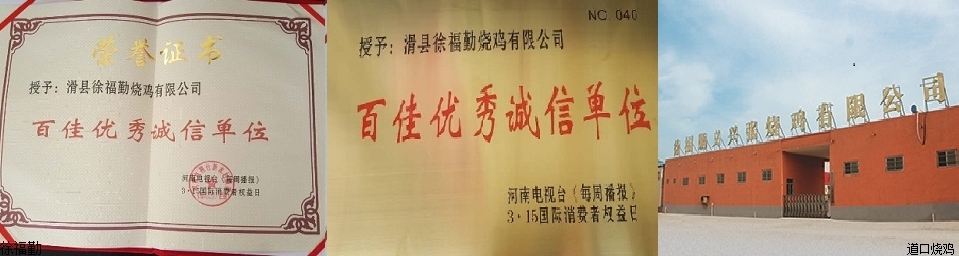 荣誉证书
授予：滑县徐福勤烧鸡有限公司
百佳优秀诚信单位
河南电视台《每周播报》
3·15国际消费者权益日
徐福勤
NO 040
授予：滑县徐福勤烧鸡有限公司
百佳优秀诚信单位
河南电视台《每周播报》
3·15国际消费者权益日
义兴张烧鸡有限公司
道口烧鸡